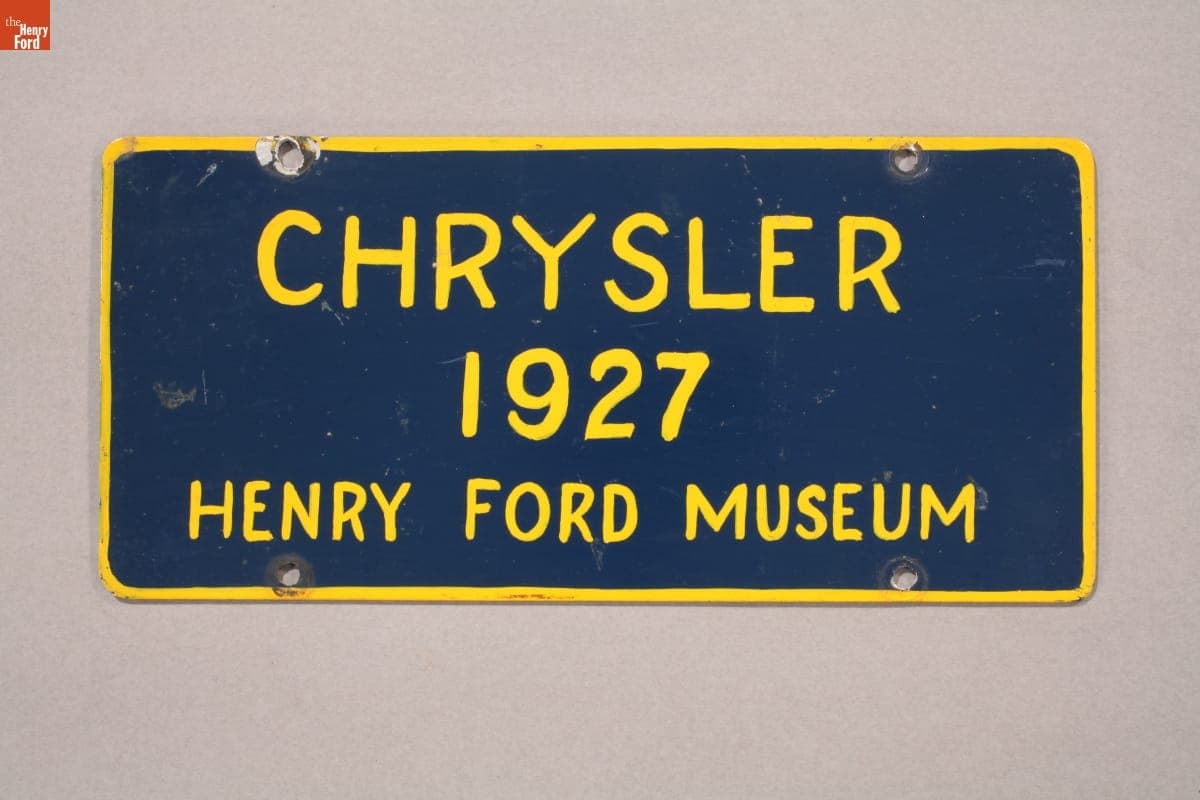 the
Henry
Ford
CHRYSLER
1927
HENRY FORD MUSEUM